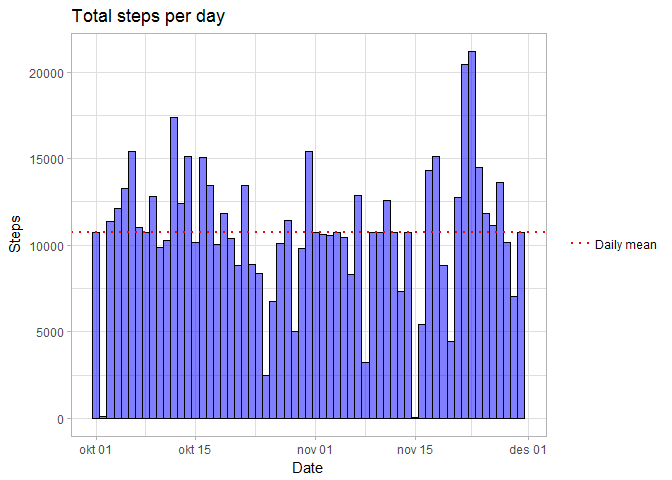 Total steps per day
Steps
20000
15000
10000
5000
0
okt 01 okt 15 nov 01 nov 15 des 01
Date
Daily mean